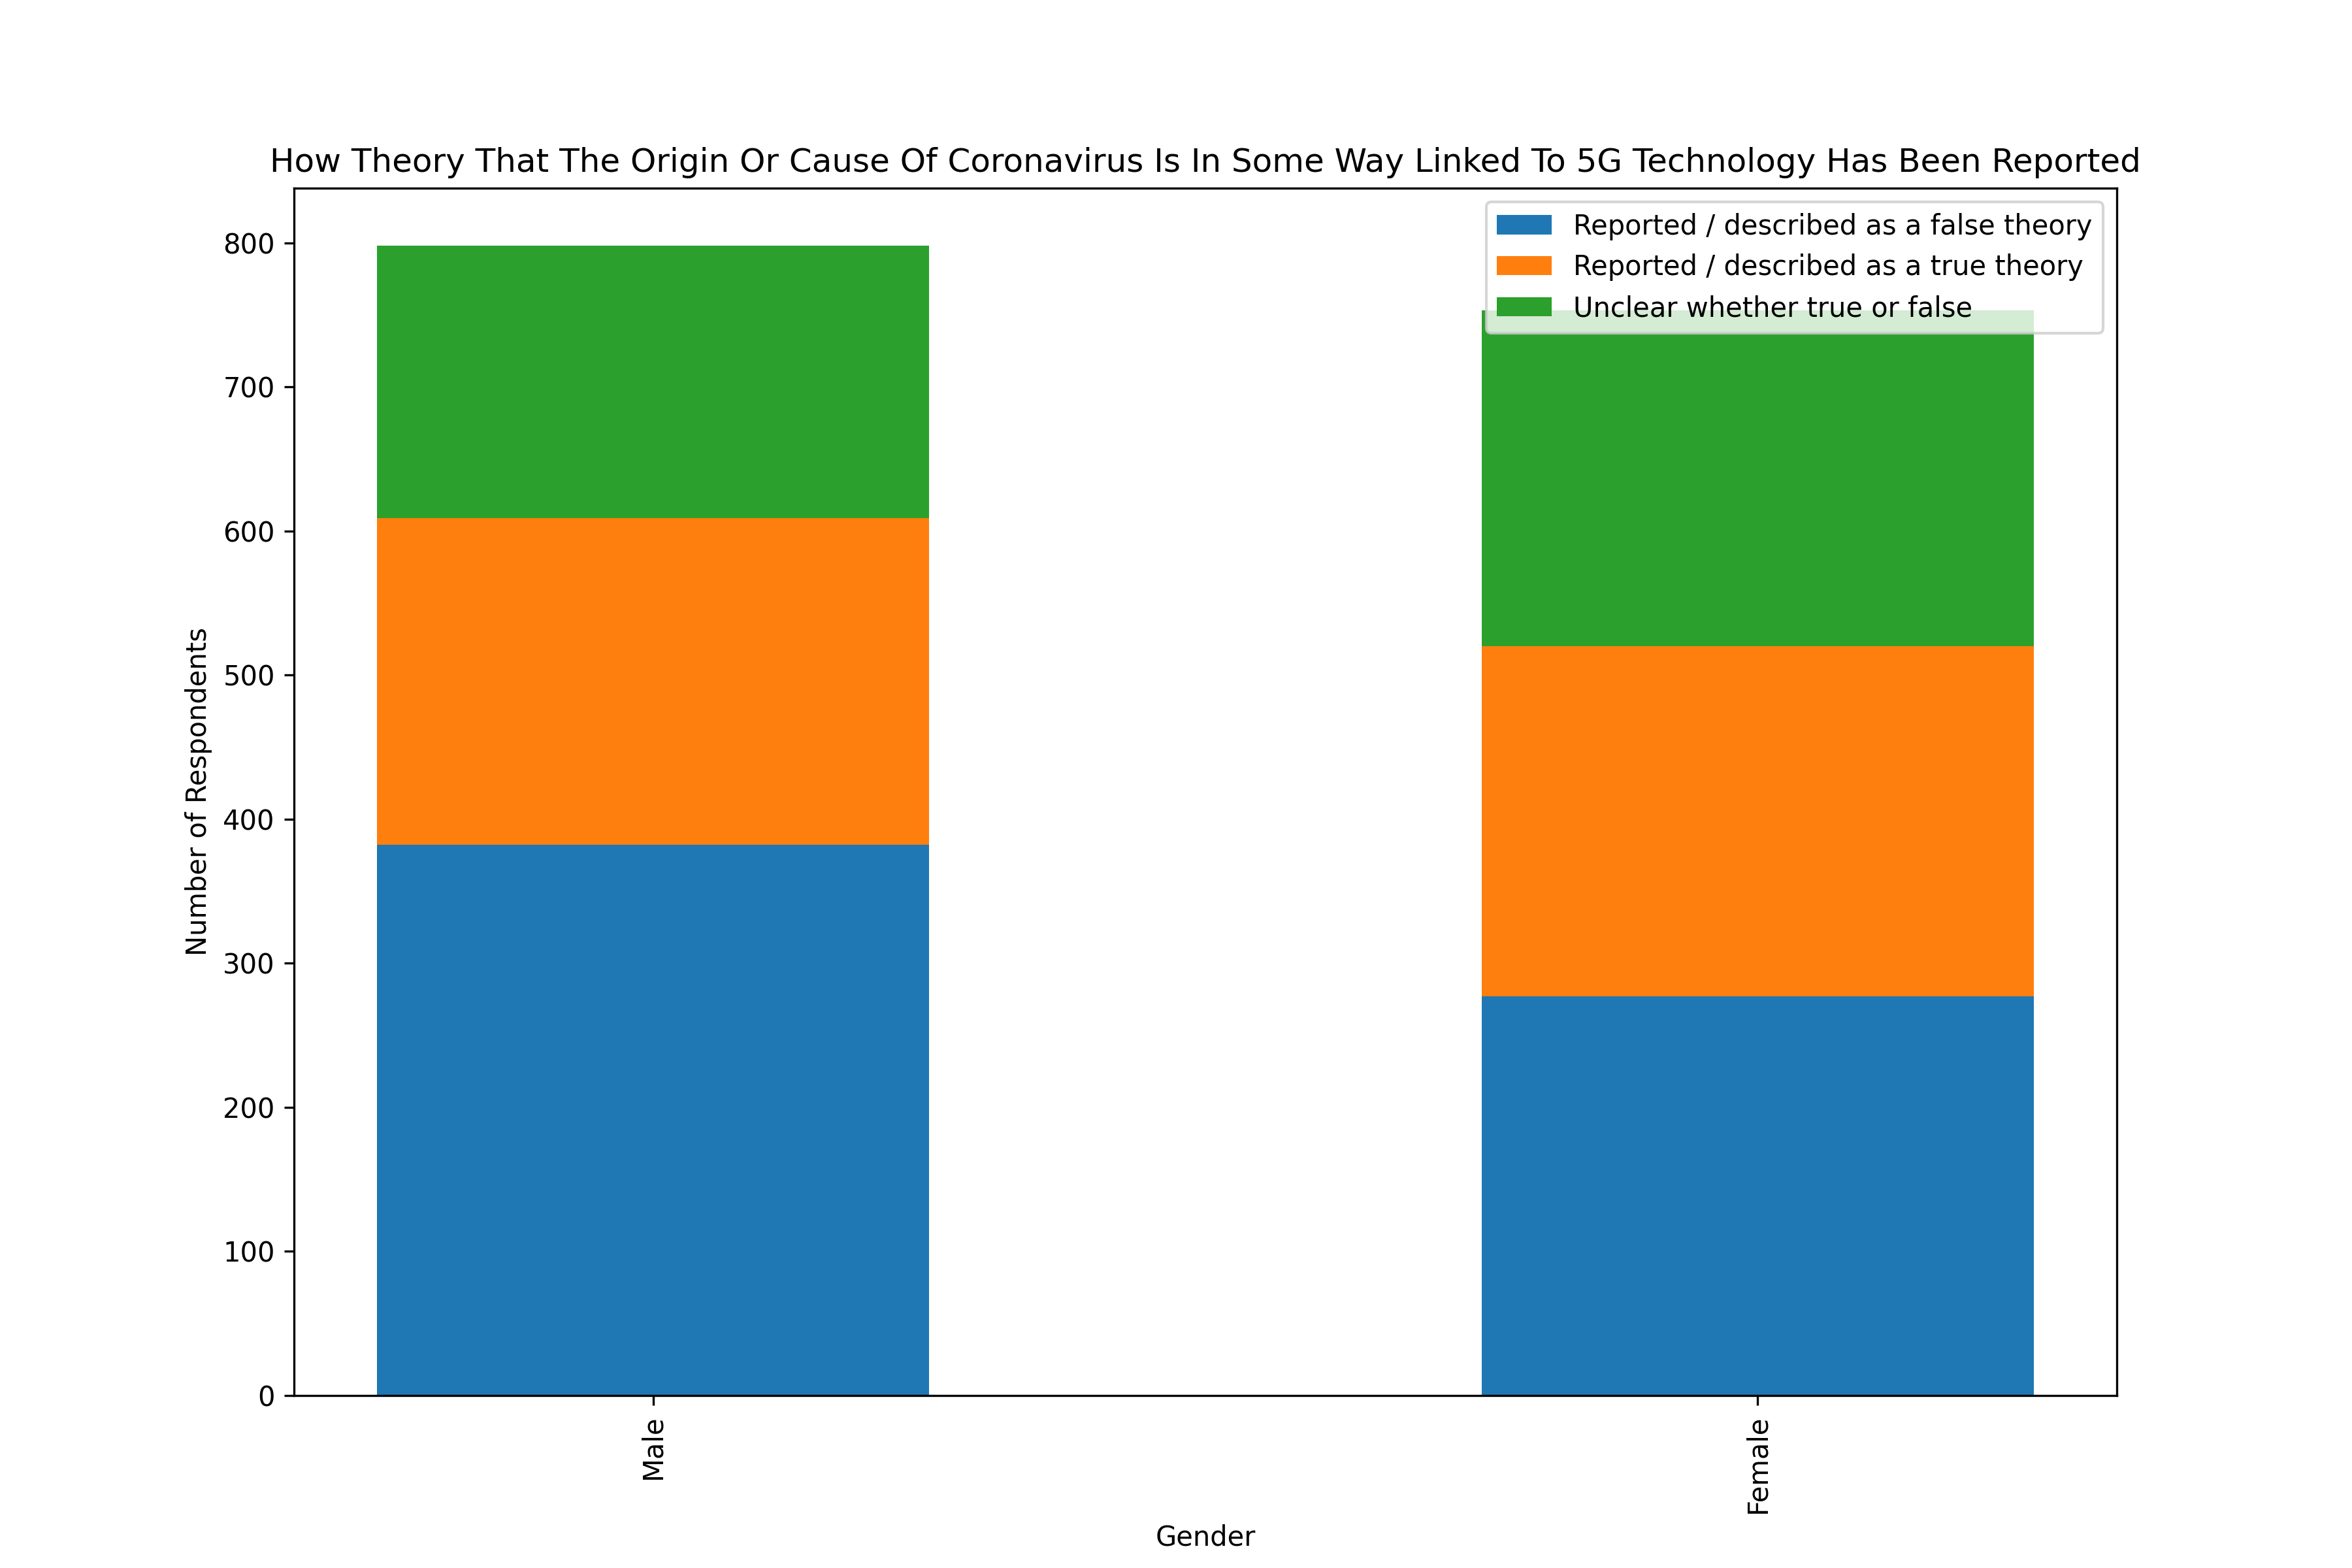 How Theory That The Origin Or Cause Of Coronavirus Is In Some Way Linked To 5G Technology Has Been Reported
Reported / described as a false theory
Reported / described as a true theory
Unclear whether true or false
800
700
600
500
400
300
200
100
0
Number of Respondents
Male
Female
Gender